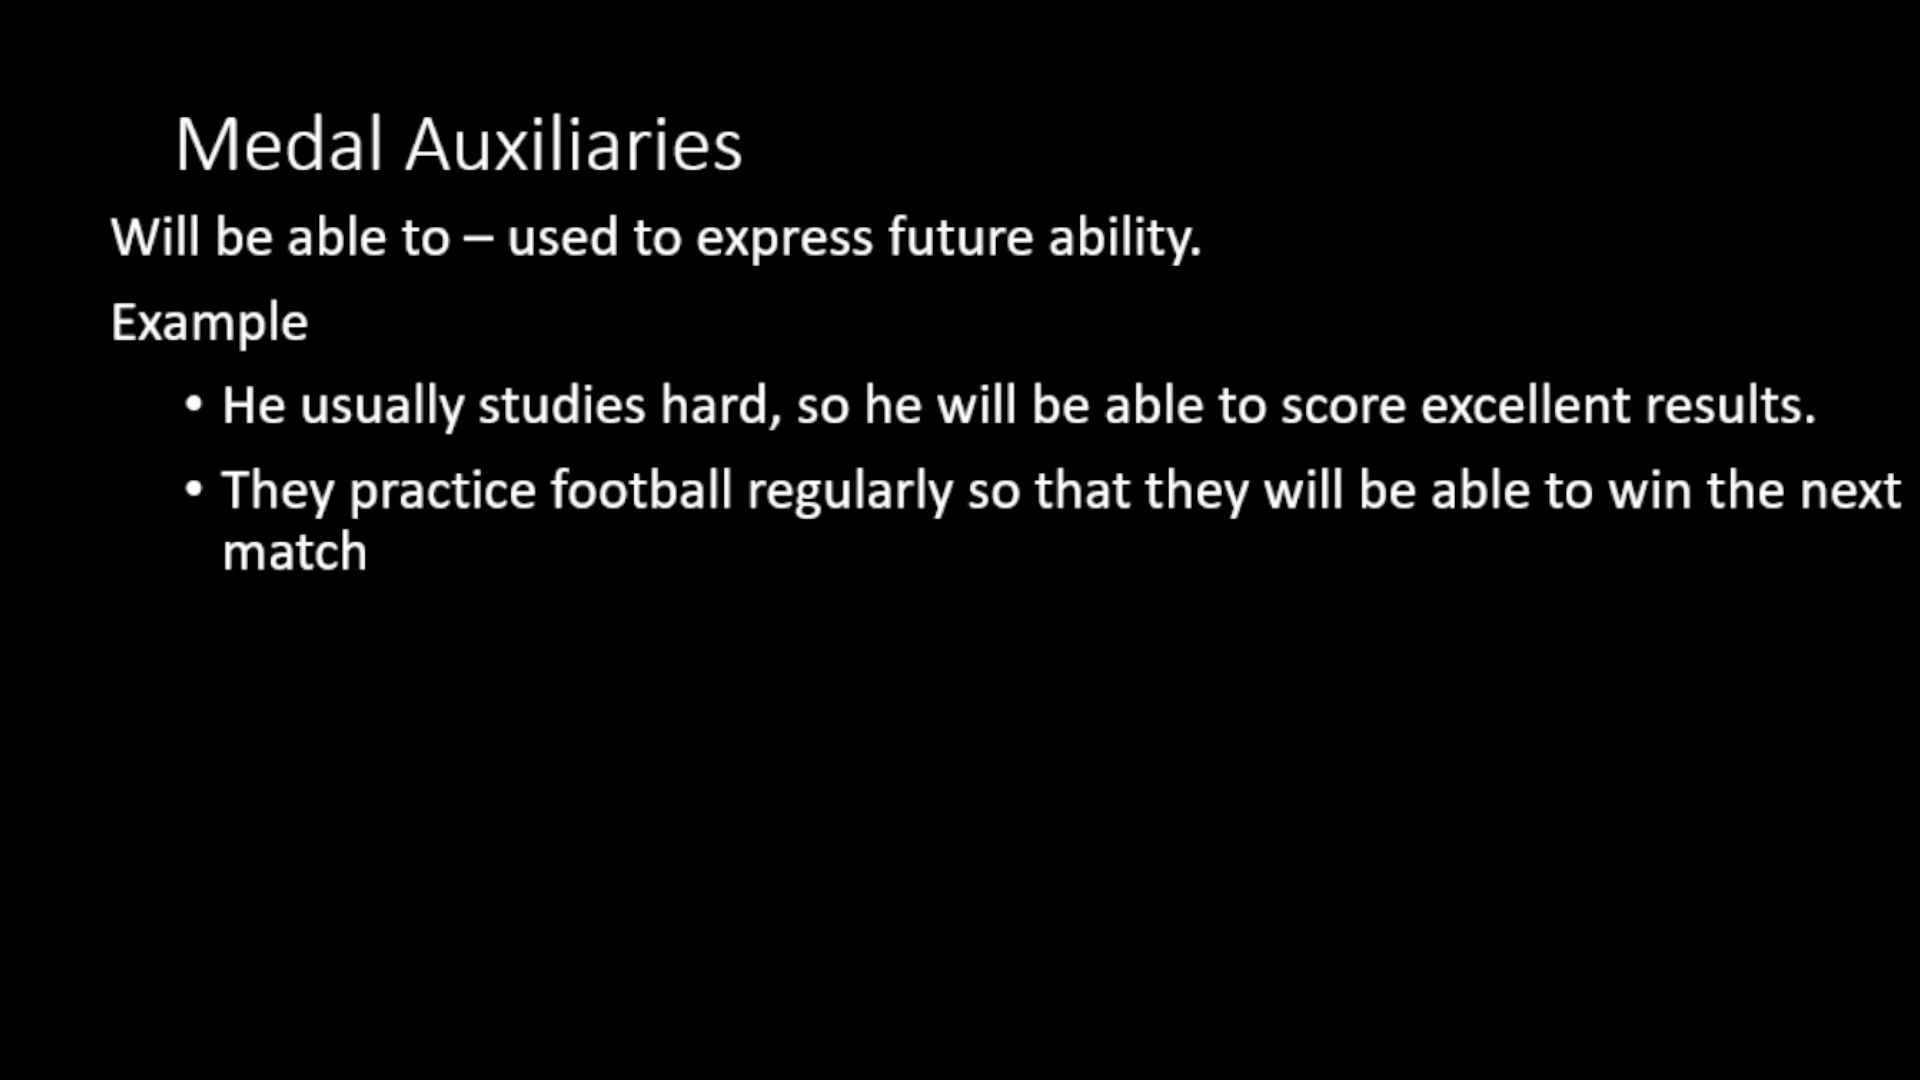 Medal Auxiliaries
Will be able to – used to express future ability.
Example
• He usually studies hard, so he will be able to score excellent results.
• They practice football regularly so that they will be able to win the next
match